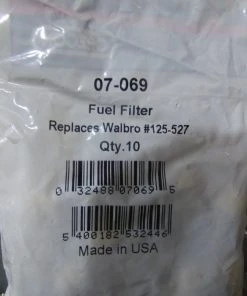 07-069
Fuel Filter
Replaces Walbro #125-527
Qty.10
0 32488 07069 5
5 400182 532446
Made in USA